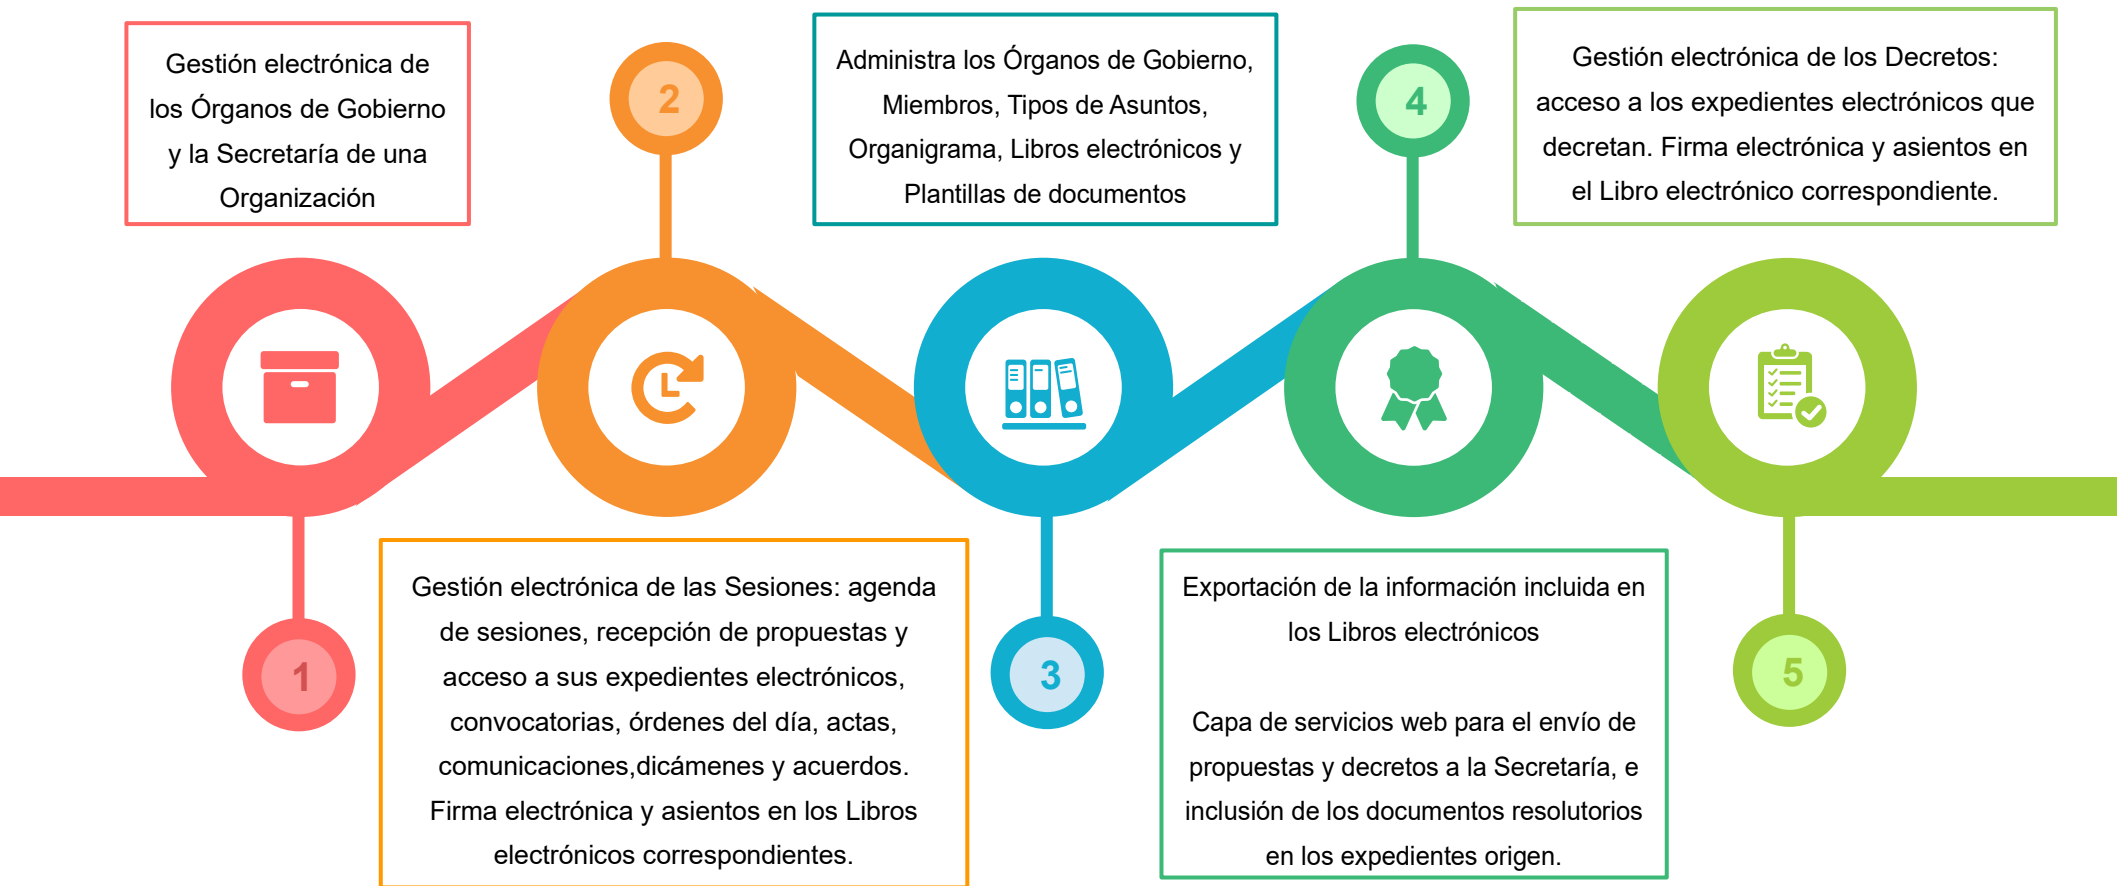 Gestión electrónica de
los Órganos de Gobierno
y la Secretaría de una
Organización
2
Administra los Órganos de Gobierno,
Miembros, Tipos de Asuntos,
Organigrama, Libros electrónicos y
Plantillas de documentos
4
Gestión electrónica de los Decretos:
acceso a los expedientes electrónicos que
decretan. Firma electrónica y asientos en
el Libro electrónico correspondiente.
1
Gestión electrónica de las Sesiones: agenda
de sesiones, recepción de propuestas y
acceso a sus expedientes electrónicos,
convocatorias, órdenes del día, actas,
comunicaciones,dicámenes y acuerdos.
Firma electrónica y asientos en los Libros
electrónicos correspondientes.
3
Exportación de la información incluida en
los Libros electrónicos
Capa de servicios web para el envío de
propuestas y decretos a la Secretaría, e
inclusión de los documentos resolutorios
en los expedientes origen.
5